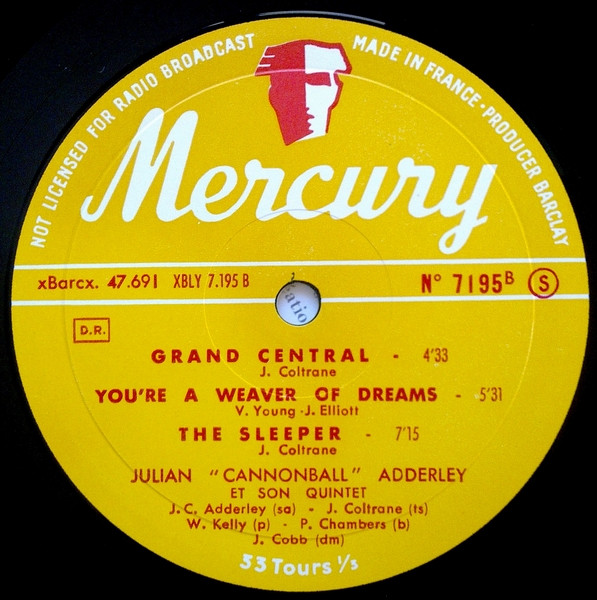 NOT LICENSED FOR RADIO BROADCAST
MADE IN FRANCE · PRODUCER BARCLAY
Mercury
xBarcx. 47.691 XBLY 7.195 B
N° 7195B S
D.R.
GRAND CENTRAL - 4'33
J. Coltrane
YOU'RE A WEAVER OF DREAMS - 5'31
V. Young - J. Elliott
THE SLEEPER - 7'15
J. Coltrane
JULIAN "CANNONBALL" ADDERLEY
ET SON QUINTET
J. C. Adderley (sa) - J. Coltrane (ts)
W. Kelly (p) - P. Chambers (b)
J. Cobb (dm)
33 Tours 1/3